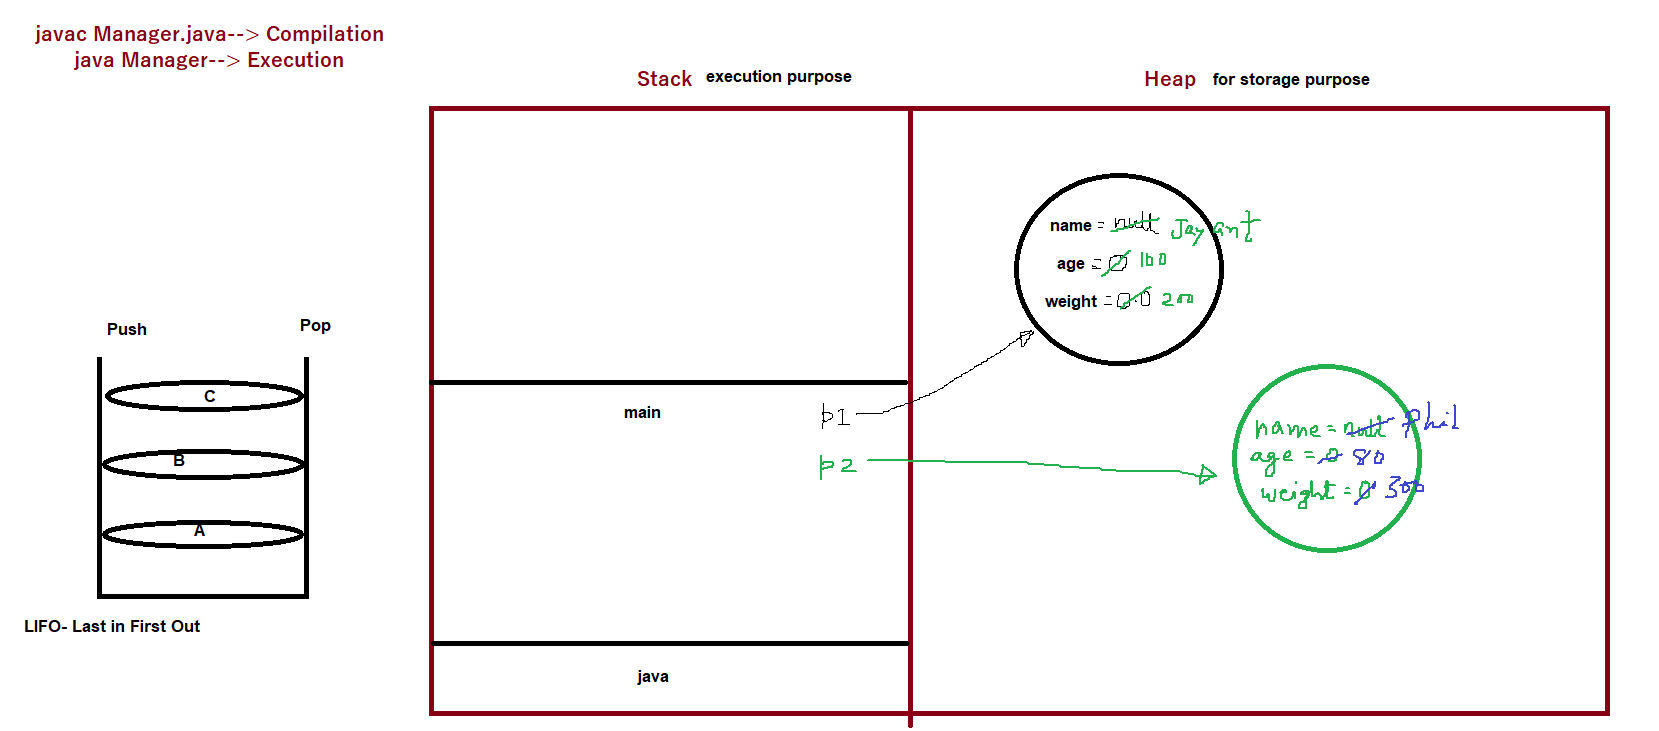 javac Manager.java--> Compilation
java Manager--> Execution
Stack execution purpose
Heap for storage purpose
name = null Jayant
age = 0 100
weight = 0.0 200
Push
Pop
C
B
A
LIFO- Last in First Out
main
p1
p2
name = null Phil
age = 0 80
weight = 0 300
java